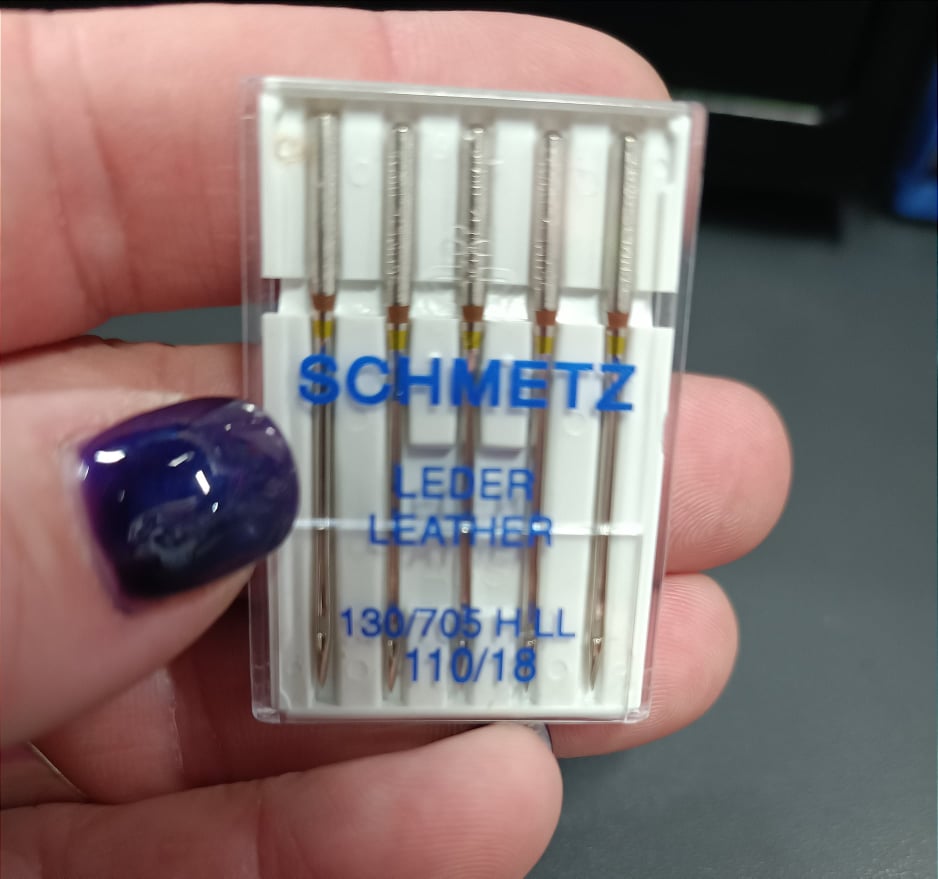 SCHMETZ
LEDER
LEATHER
130/705 H LL
110/18